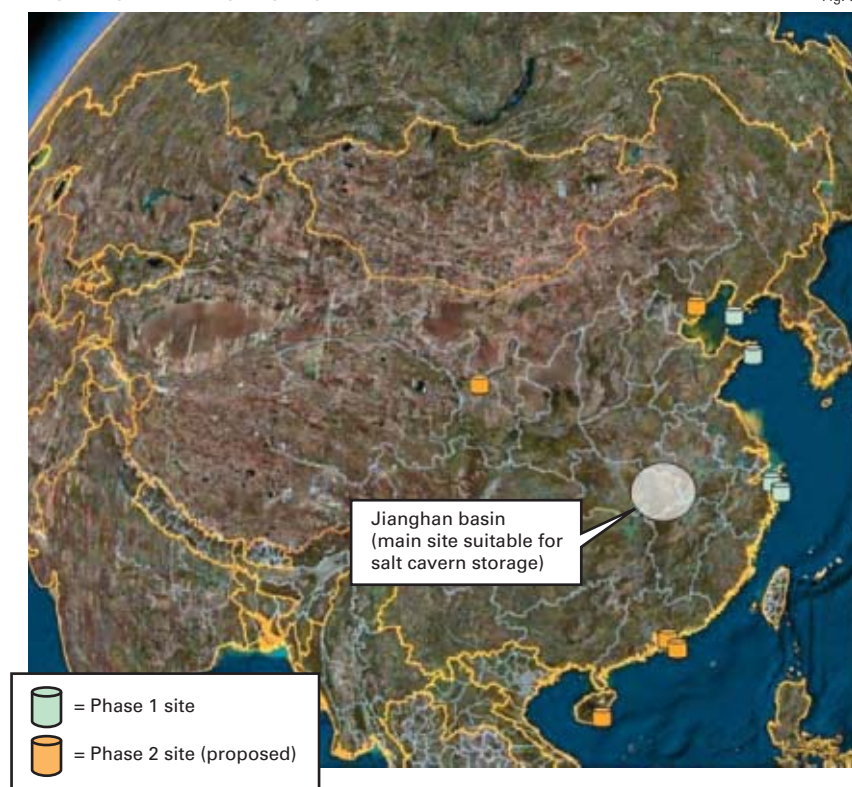 Jianghan basin
(main site suitable for
salt cavern storage)
= Phase 1 site
= Phase 2 site (proposed)